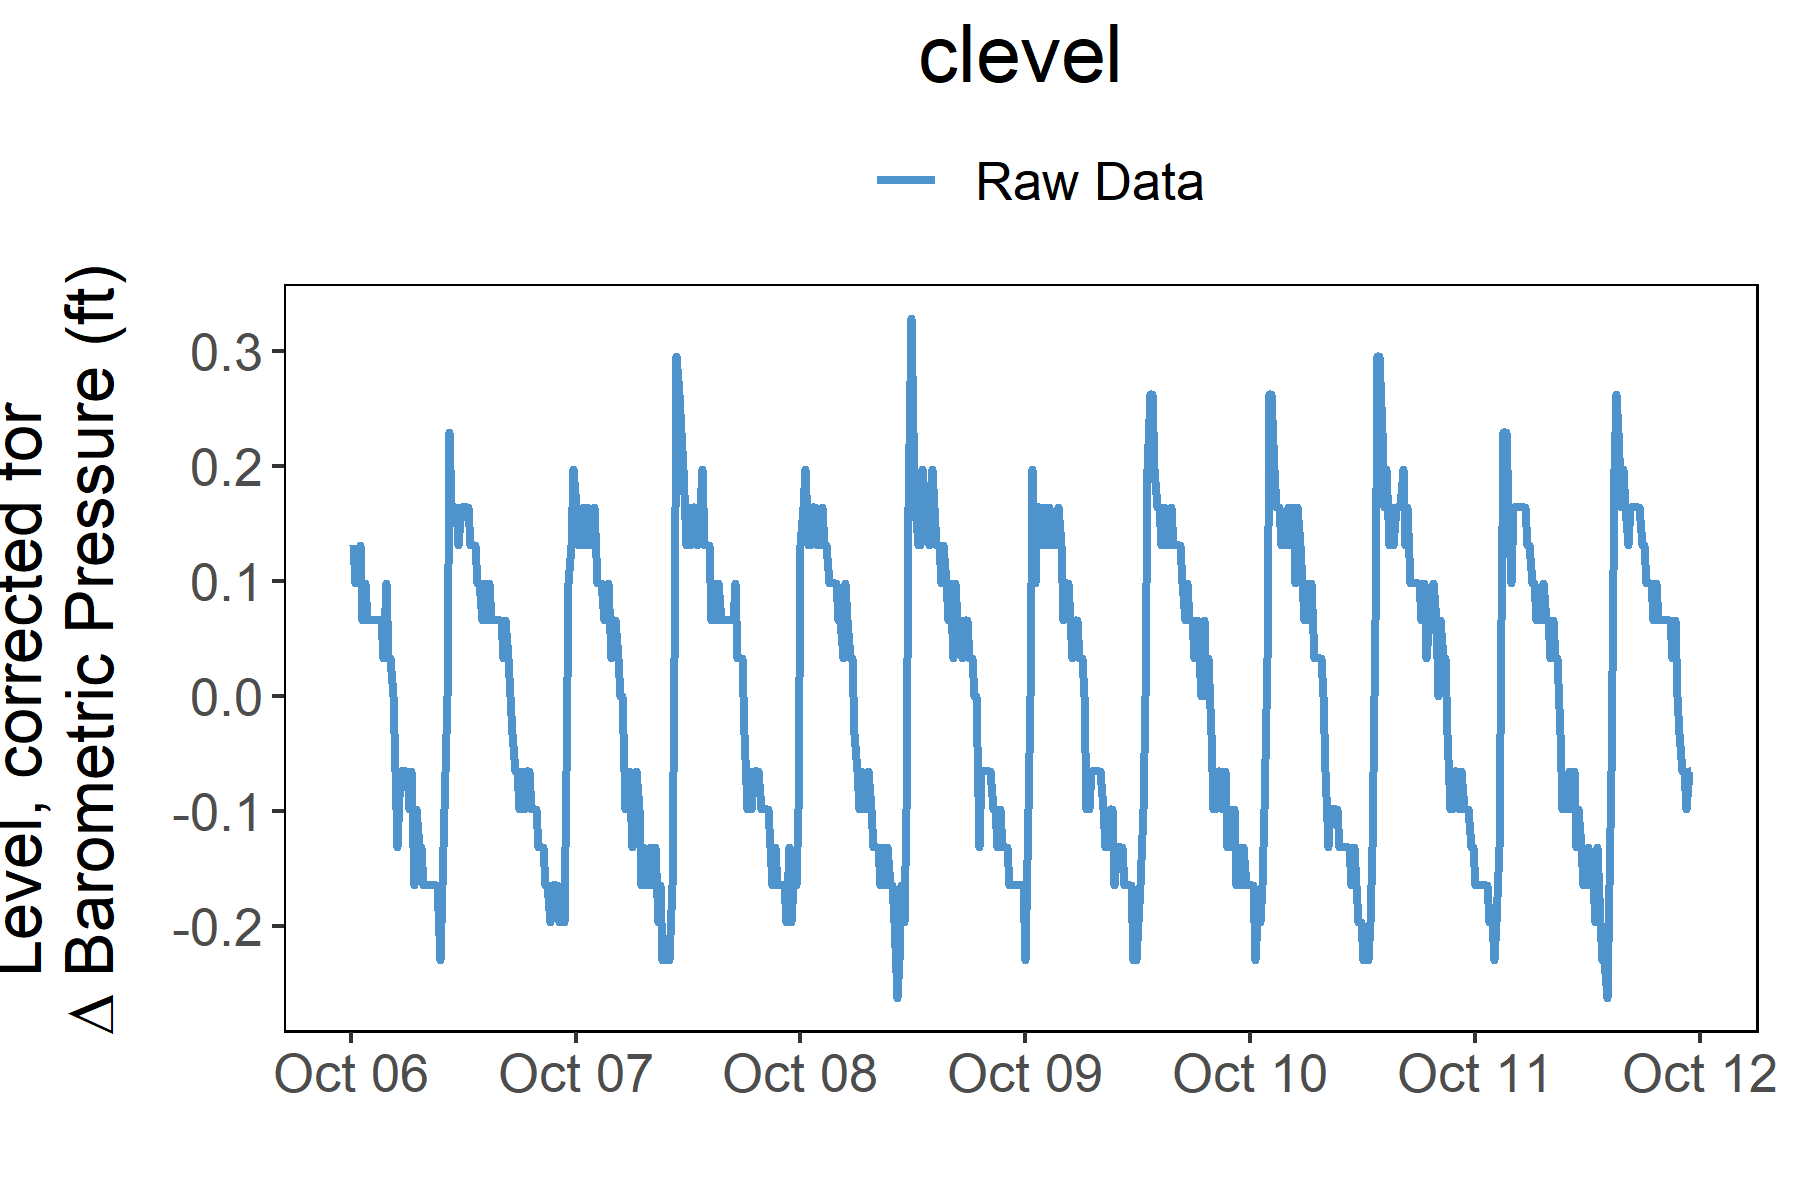 clevel
Raw Data
Level, corrected for
Δ Barometric Pressure (ft)
0.3
0.2
0.1
0.0
-0.1
-0.2
Oct 06 Oct 07 Oct 08 Oct 09 Oct 10 Oct 11 Oct 12